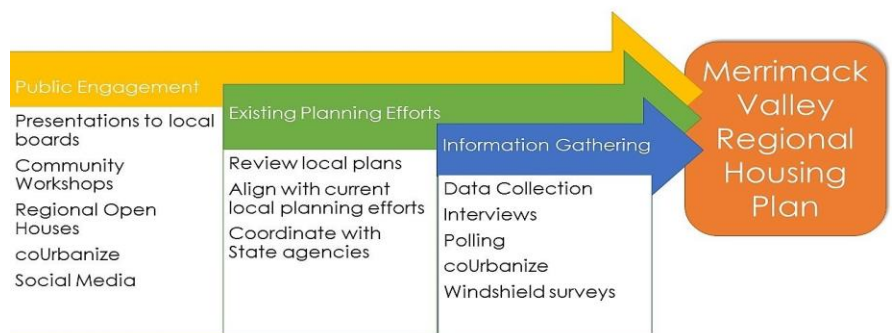 Public Engagement
Presentations to local
boards
Community
Workshops
Regional Open
Houses
coUrbanize
Social Media
Existing Planning Efforts
Review local plans
Align with current
local planning efforts
Coordinate with
State agencies
Information Gathering
Data Collection
Interviews
Polling
coUrbanize
Windshield surveys
Merrimack
Valley
Regional
Housing
Plan